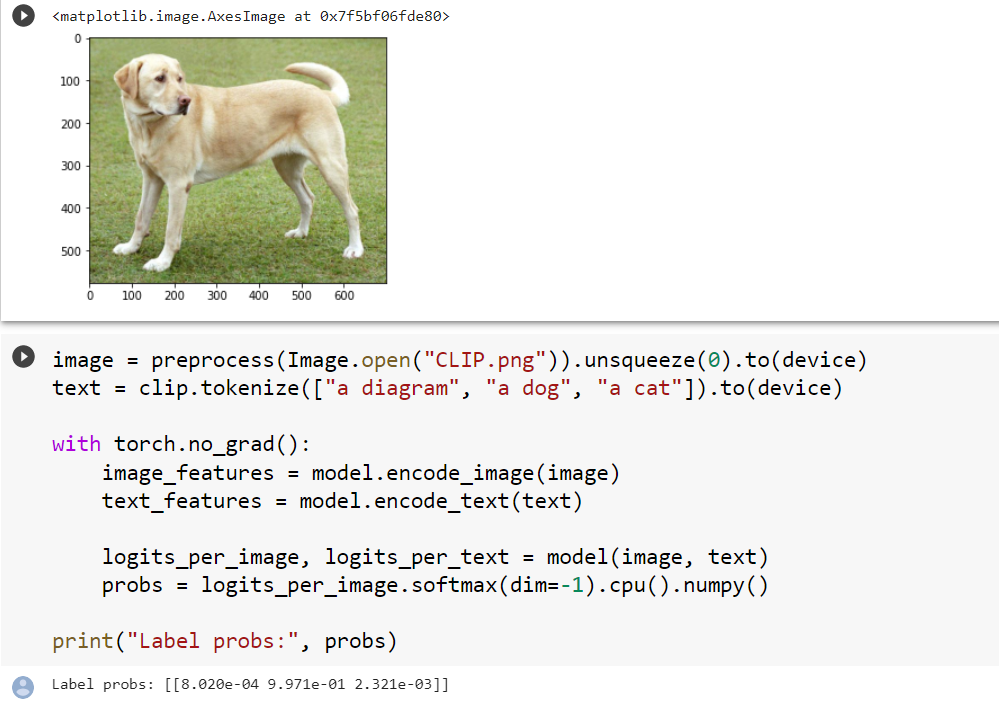 <matplotlib.image.AxesImage at 0x7f5bf06fde80>
0
100
200
300
400
500
0 100 200 300 400 500 600
image = preprocess(Image.open("CLIP.png")).unsqueeze(0).to(device)
text = clip.tokenize(["a diagram", "a dog", "a cat"]).to(device)
with torch.no_grad():
    image_features = model.encode_image(image)
    text_features = model.encode_text(text)
    logits_per_image, logits_per_text = model(image, text)
    probs = logits_per_image.softmax(dim=-1).cpu().numpy()
print("Label probs:", probs)
Label probs: [[8.020e-04 9.971e-01 2.321e-03]]